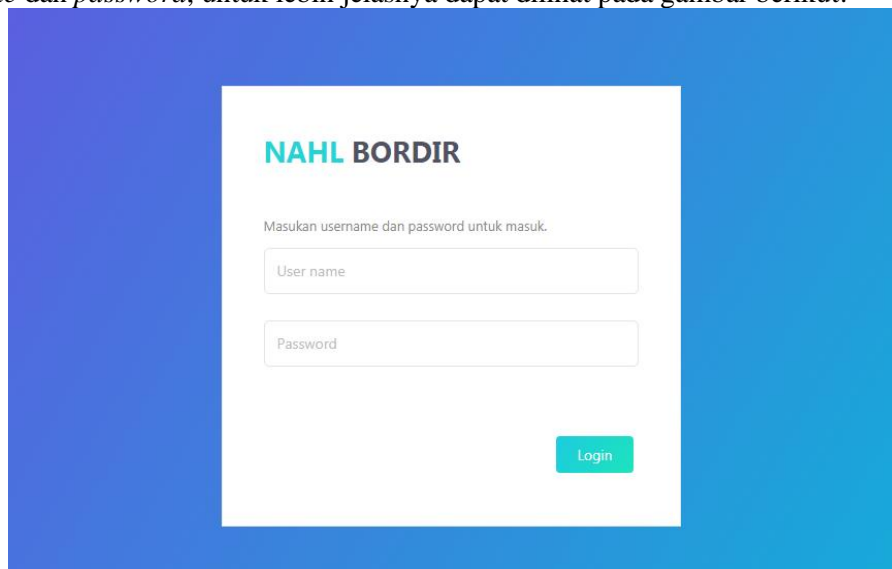 dan password, untuk lebih jelasnya dapat dilihat pada gambar berikut:
NAHL BORDIR
Masukan username dan password untuk masuk.
User name
Password
Login